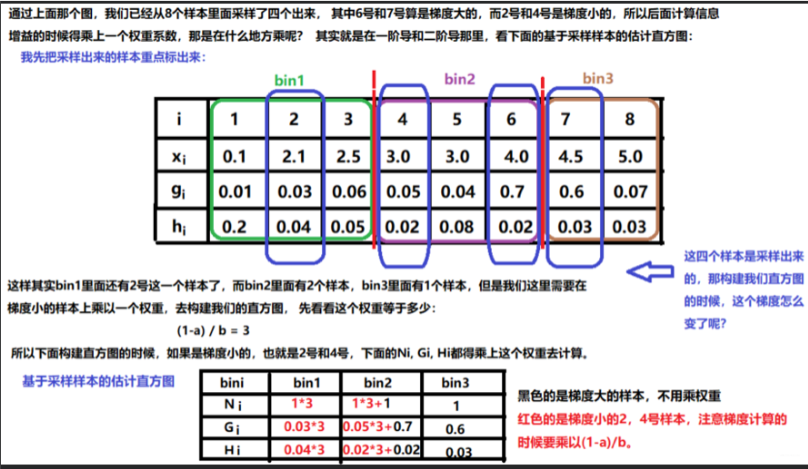 通过上面那个图，我们已经从8个样本里面采样了四个出来， 其中6号和7号算是梯度大的，而2号和4号是梯度小的，所以后面计算信息
增益的时候得乘上一个权重系数，那是在什么地方乘呢？ 其实就是在一阶导和二阶导那里，看下面的基于采样样本的估计直方图：
我先把采样出来的样本重点标出来：
bin1 bin2 bin3
i 1 2 3 4 5 6 7 8
xi 0.1 2.1 2.5 3.0 3.0 4.0 4.5 5.0
gi 0.01 0.03 0.06 0.05 0.04 0.7 0.6 0.07
hi 0.2 0.04 0.05 0.02 0.08 0.02 0.03 0.03
这四个样本是采样出来
的，那构建我们直方图
的时候，这个梯度怎么
变了呢？
这样其实bin1里面还有2号这一个样本了，而bin2里面有2个样本，bin3里面有1个样本，但是我们这里需要在
梯度小的样本上乘以一个权重，去构建我们的直方图， 先看看这个权重等于多少：
(1-a) / b = 3
所以下面构建直方图的时候，如果是梯度小的，也就是2号和4号，下面的Ni, Gi, Hi都得乘上这个权重去计算。
基于采样样本的估计直方图
bini bin1 bin2 bin3
Ni 1*3 1*3+1 1
Gi 0.03*3 0.05*3+0.7 0.6
Hi 0.04*3 0.02*3+0.02 0.03
黑色的是梯度大的样本，不用乘权重
红色的是梯度小的2，4号样本，注意梯度计算的
时候要乘以(1-a)/b。